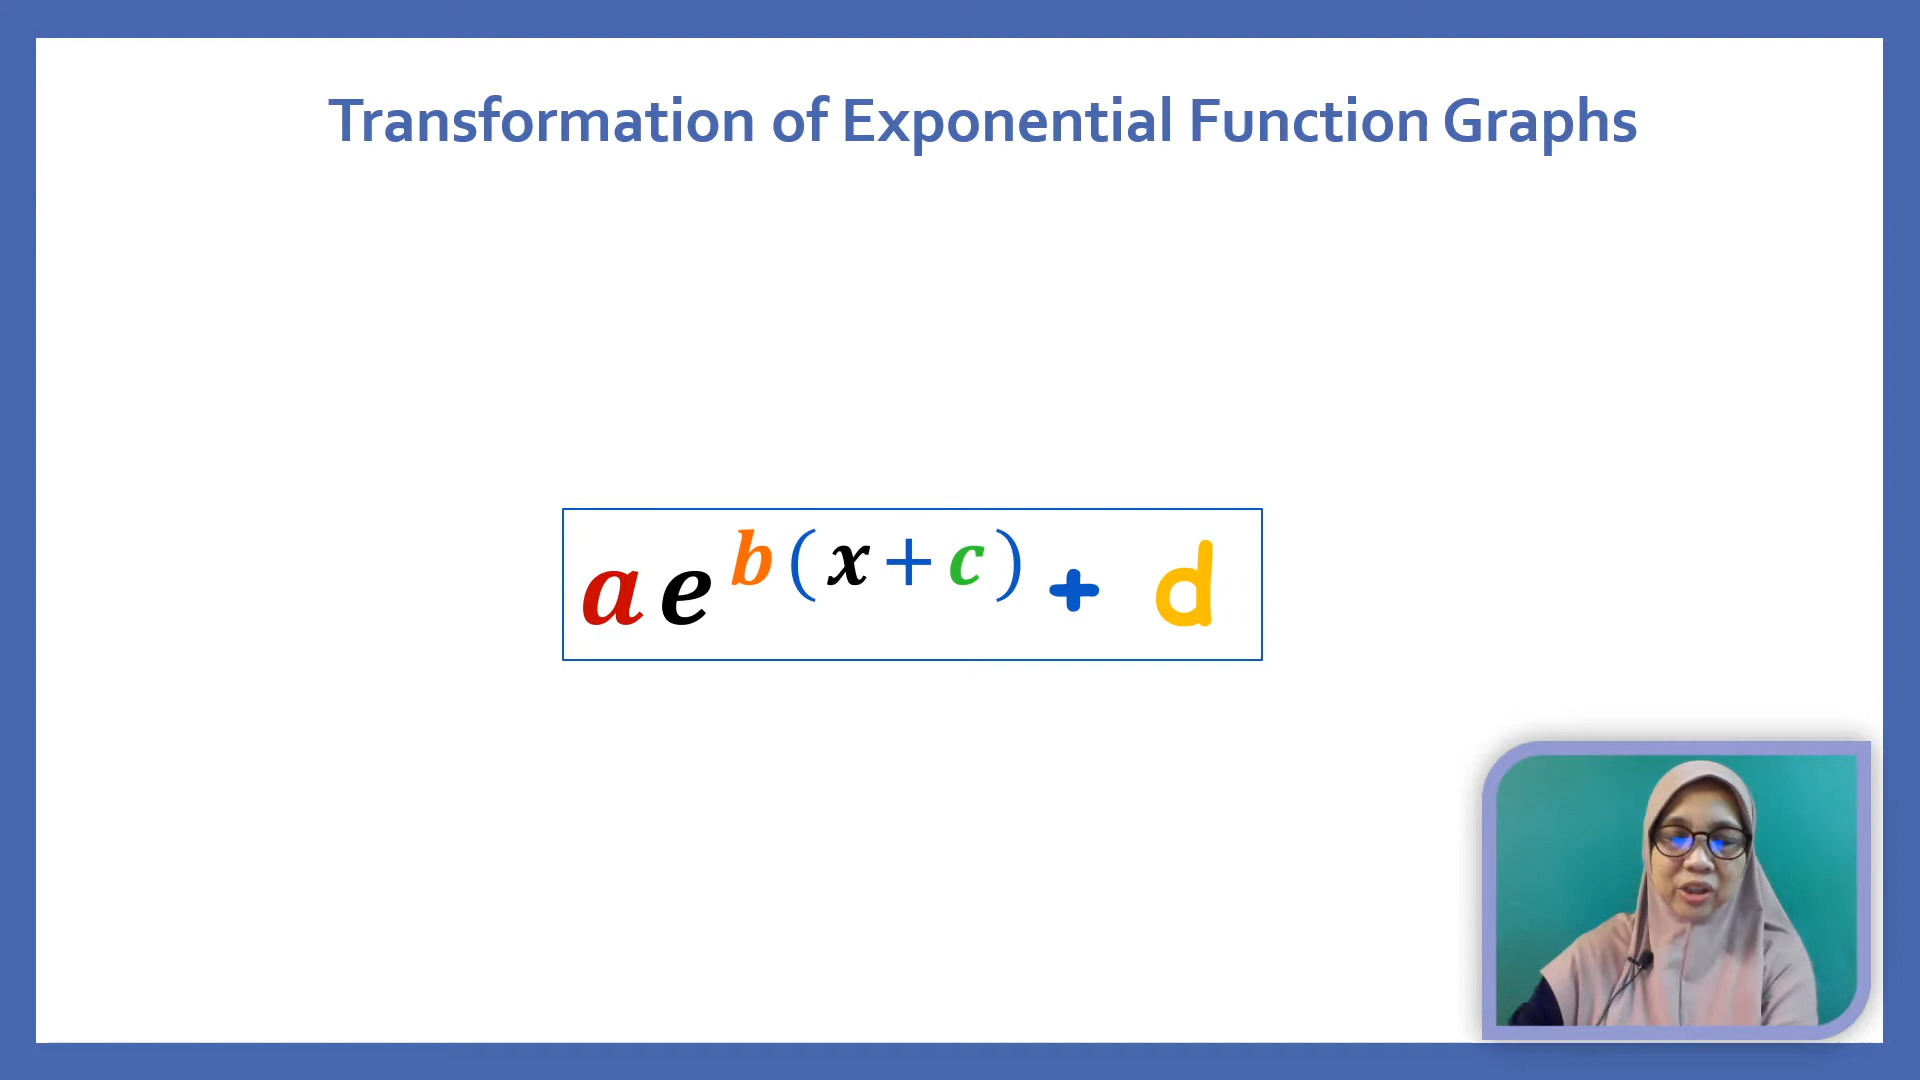 Transformation of Exponential Function Graphs
a e^{b(x+c)} + d